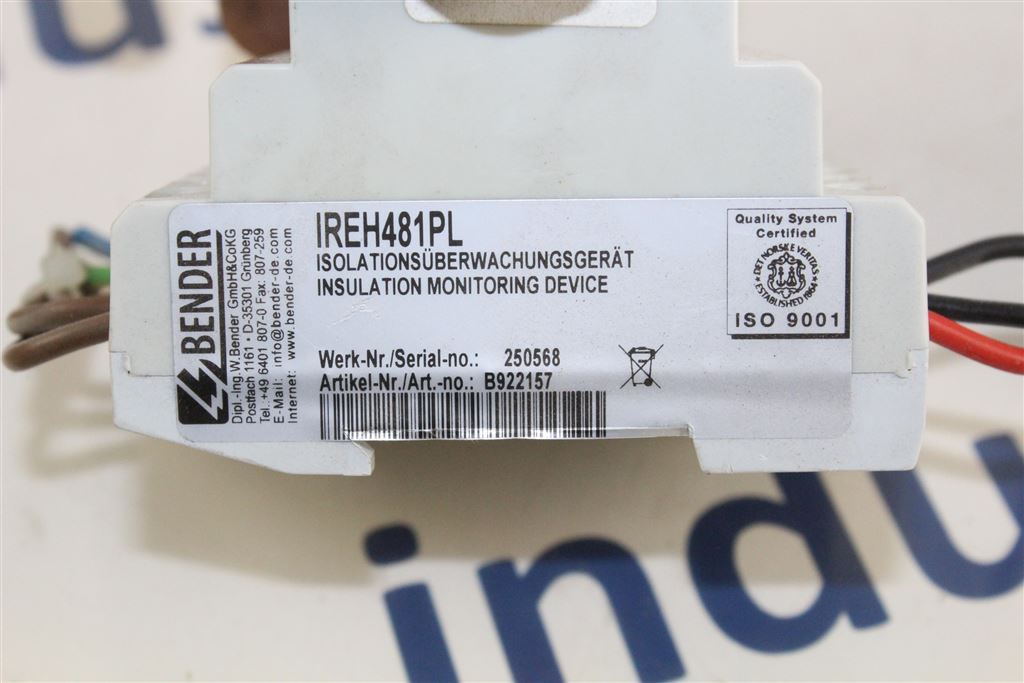 BENDER
Dipl.-Ing.W.Bender GmbH&CoKG
Postfach 1161 • D-35301 Grünberg
Tel.:+49 6401 807-0 Fax: 807-259
E-Mail: info@bender-de.com
Internet: www.bender-de.com
IREH481PL
ISOLATIONSÜBERWACHUNGSGERÄT
INSULATION MONITORING DEVICE
Werk-Nr./Serial-no.: 250568
Artikel-Nr./Art.-no.: B922157
Quality System
Certified
DET NORSKE VERITAS
ESTABLISHED 1864
ISO 9001
indu